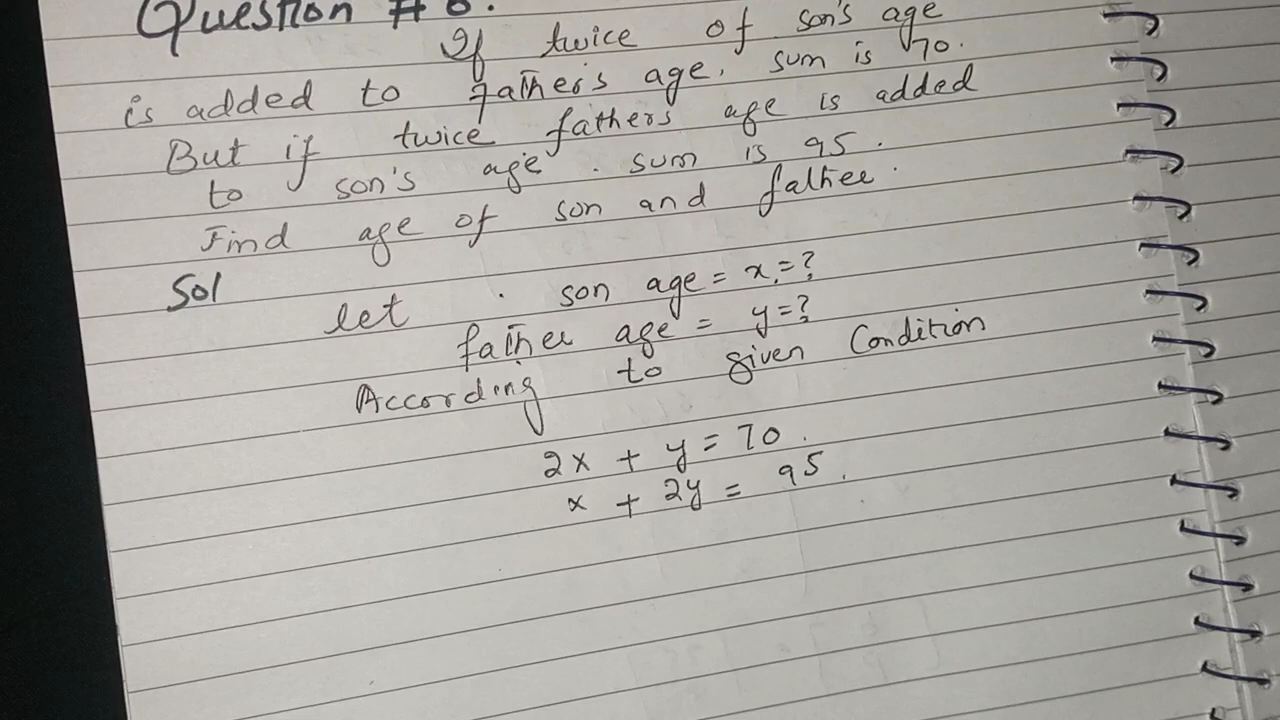 Question #
If twice of son's age
is added to father's age, sum is 70.
But if twice fathers age is added
to son's age. sum is 95.
Find age of son and father.
Sol
let son age = x = ?
father age = y = ?
According to given Condition
2x + y = 70.
x + 2y = 95.